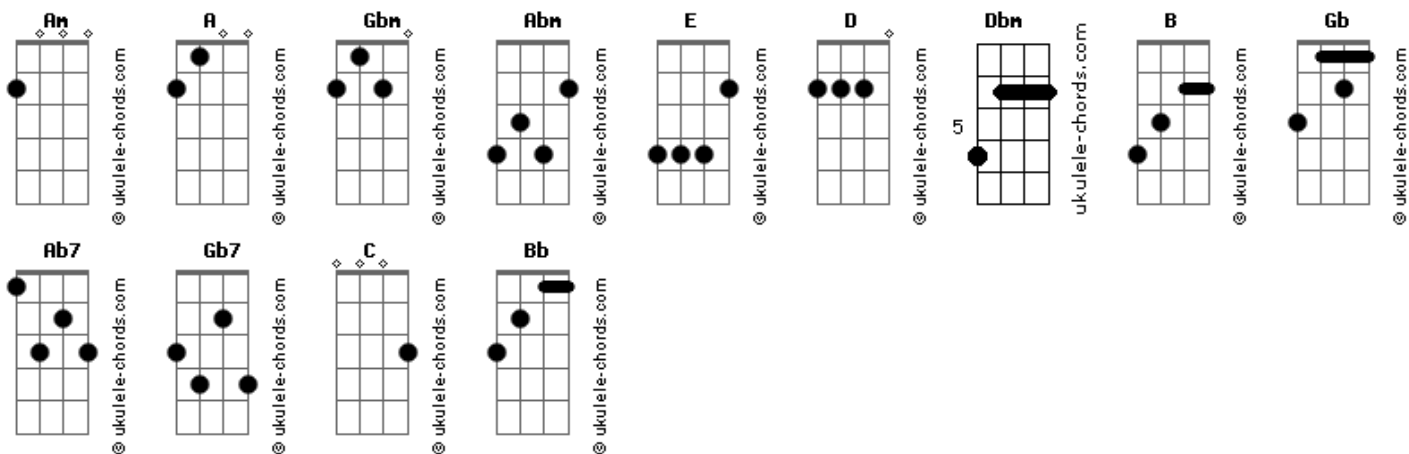 Am A Gbm Abm E D Dbm B Gb
© ukulele-chords.com © ukulele-chords.com © ukulele-chords.com © ukulele-chords.com © ukulele-chords.com © ukulele-chords.com ukulele-chords.com © ukulele-chords.com © ukulele-chords.com
5
Ab7 Gb7 C Bb
© ukulele-chords.com © ukulele-chords.com © ukulele-chords.com © ukulele-chords.com